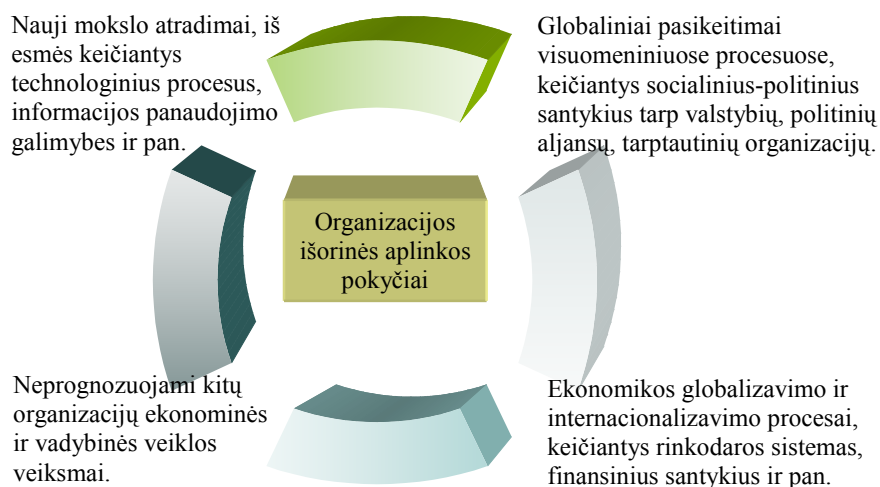 Nauji mokslo atradimai, iš
esmės keičiantys
technologinius procesus,
informacijos panaudojimo
galimybes ir pan.
Globaliniai pasikeitimai
visuomeniniuose procesuose,
keičiantys socialinius-politinius
santykius tarp valstybių, politinių
aljansų, tarptautinių organizacijų.
Organizacijos
išorinės aplinkos
pokyčiai
Neprognozuojami kitų
organizacijų ekonominės
ir vadybinės veiklos
veiksmai.
Ekonomikos globalizavimo ir
internacionalizavimo procesai,
keičiantys rinkodaros sistemas,
finansinius santykius ir pan.